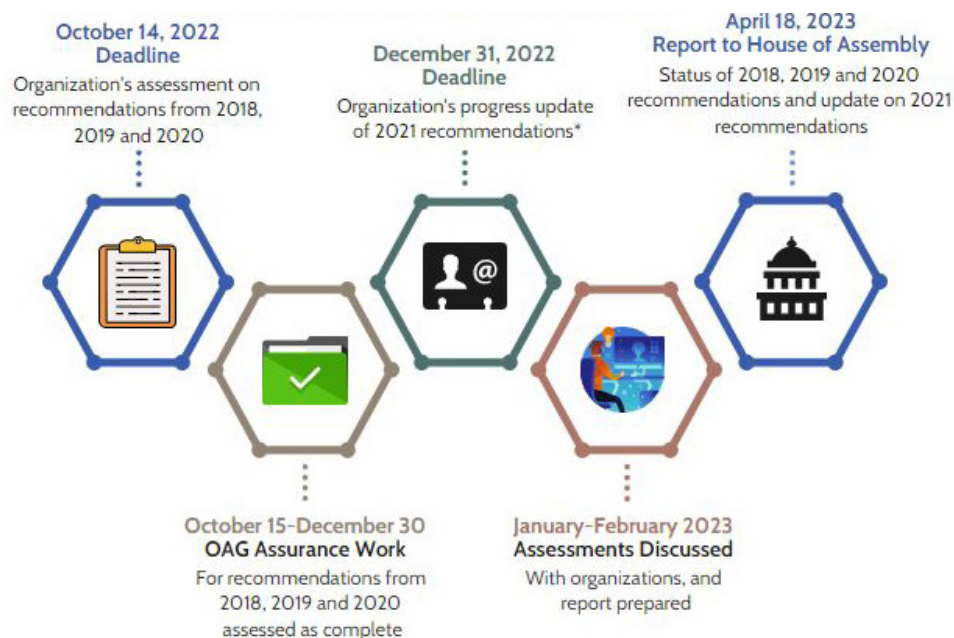 October 14, 2022
Deadline
Organization's assessment on
recommendations from 2018,
2019 and 2020
October 15-December 30
OAG Assurance Work
For recommendations from
2018, 2019 and 2020
assessed as complete
December 31, 2022
Deadline
Organization's progress update
of 2021 recommendations*
@
January-February 2023
Assessments Discussed
With organizations, and
report prepared
April 18, 2023
Report to House of Assembly
Status of 2018, 2019 and 2020
recommendations and update on 2021
recommendations